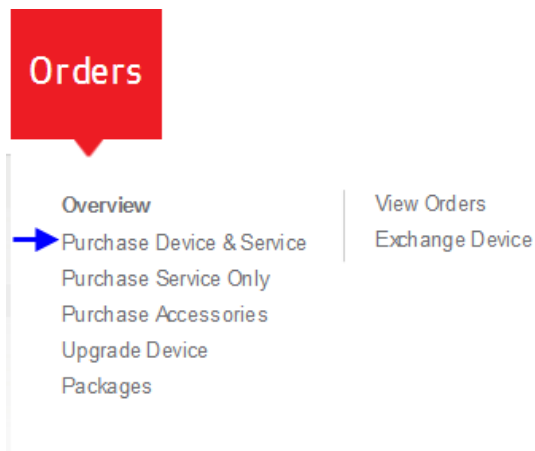 Orders
Overview
Purchase Device & Service
Purchase Service Only
Purchase Accessories
Upgrade Device
Packages
View Orders
Exchange Device